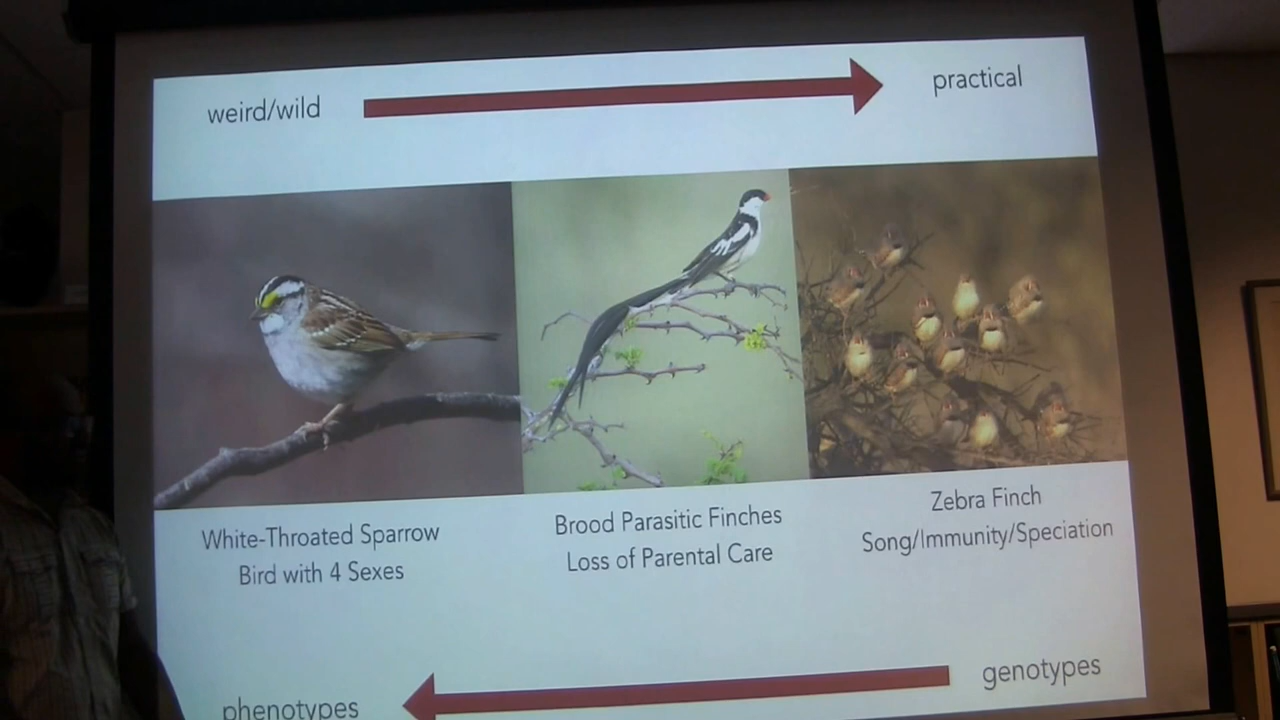 weird/wild
practical
White-Throated Sparrow
Bird with 4 Sexes
Brood Parasitic Finches
Loss of Parental Care
Zebra Finch
Song/Immunity/Speciation
phenotypes
genotypes